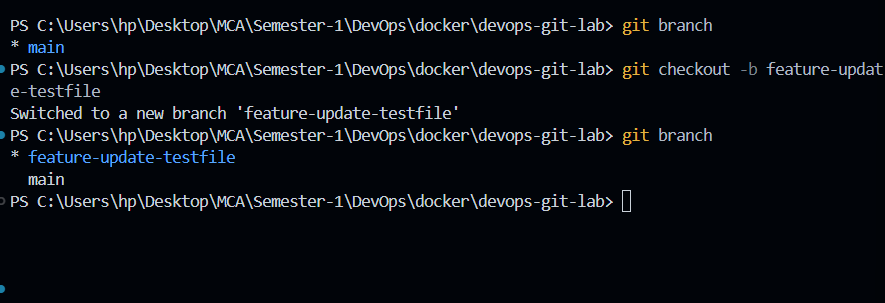 PS C:\Users\hp\Desktop\MCA\Semester-1\DevOps\docker\devops-git-lab> git branch
* main
PS C:\Users\hp\Desktop\MCA\Semester-1\DevOps\docker\devops-git-lab> git checkout -b feature-updat
e-testfile
Switched to a new branch 'feature-update-testfile'
PS C:\Users\hp\Desktop\MCA\Semester-1\DevOps\docker\devops-git-lab> git branch
* feature-update-testfile
  main
PS C:\Users\hp\Desktop\MCA\Semester-1\DevOps\docker\devops-git-lab>